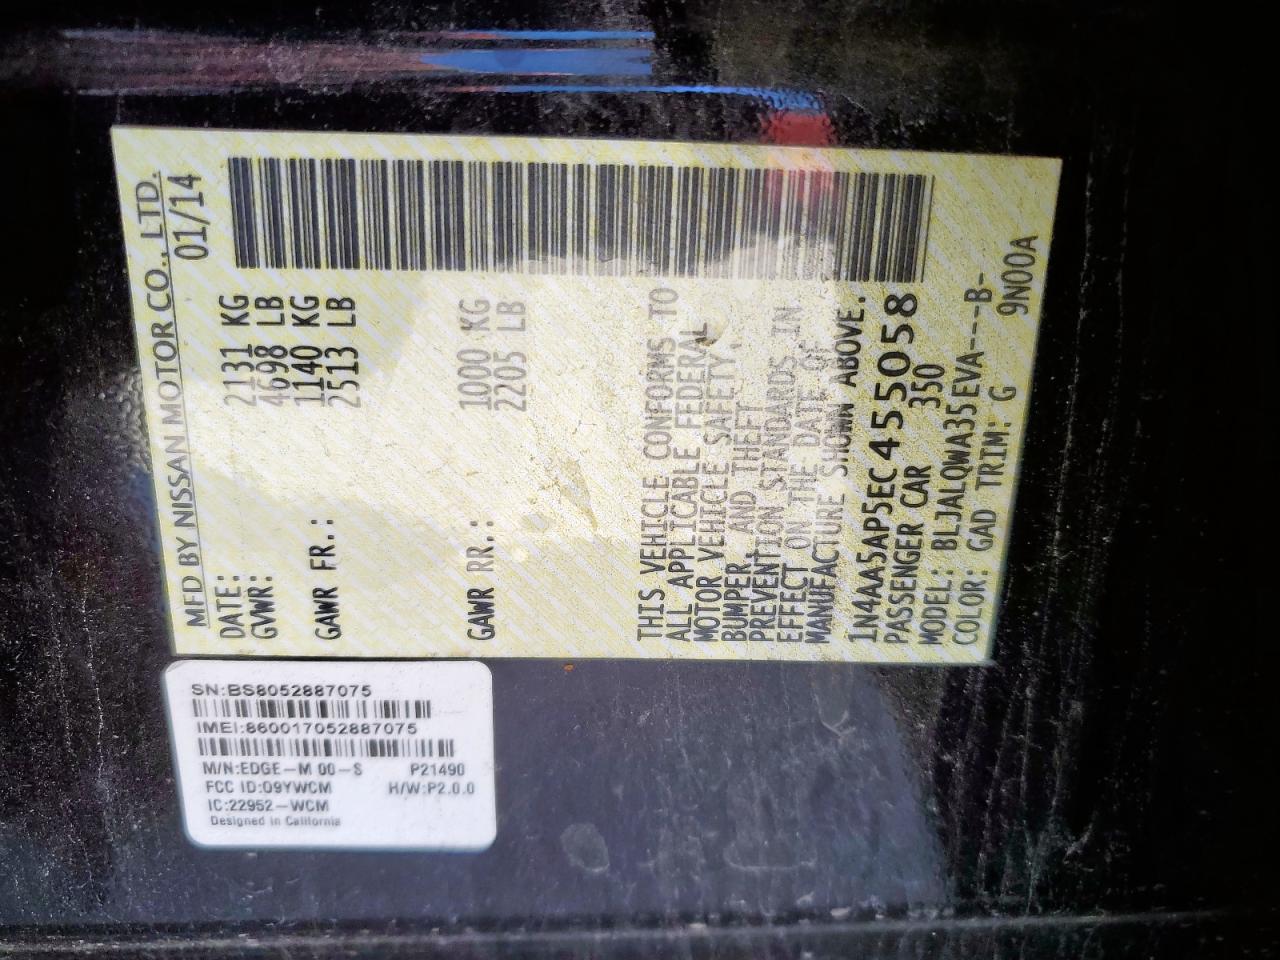 MFD BY NISSAN MOTOR CO., LTD.
DATE: 01/14
GVWR: 2131 KG
4698 LB
GAWR FR.: 1140 KG
2513 LB
GAWR RR.: 1000 KG
2205 LB
THIS VEHICLE CONFORMS TO
ALL APPLICABLE FEDERAL
MOTOR VEHICLE SAFETY,
BUMPER, AND THEFT
PREVENTION STANDARDS IN
EFFECT ON THE DATE OF
MANUFACTURE SHOWN ABOVE.
1N4AA5AP5EC455058
PASSENGER CAR 350
MODEL: BLJALQWA35EVA---B-
COLOR: GAD TRIM: G 9N00A
SN:BS8052887075
IMEI:860017052887075
M/N:EDGE-M 00-S P21490
FCC ID:O9YWCM H/W:P2.0.0
IC:22952-WCM
Designed in California